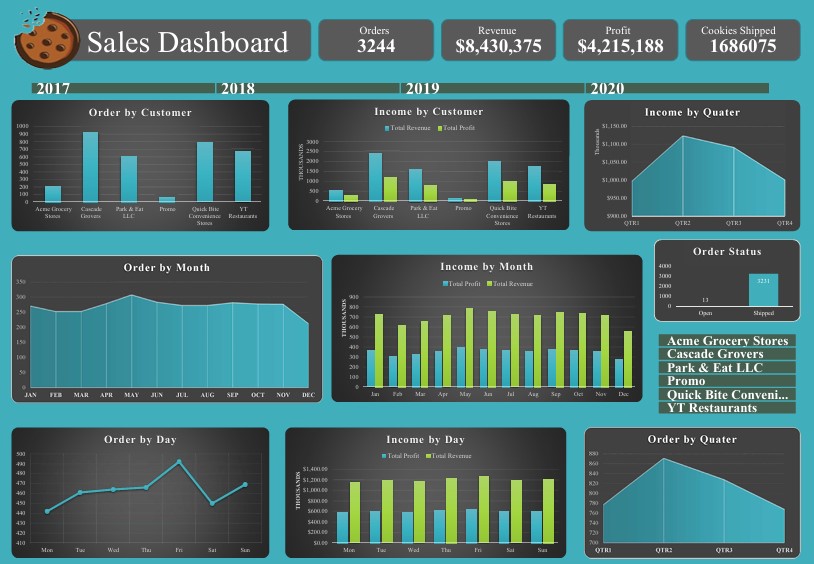 Sales Dashboard
Orders
3244
Revenue
$8,430,375
Profit
$4,215,188
Cookies Shipped
1686075
2017 2018 2019 2020
Order by Customer
1000
900
800
700
600
500
400
300
200
100
0
Acme Grocery Stores
Cascade Grovers
Park & Eat LLC
Promo
Quick Bite Convenience Stores
YT Restaurants
Income by Customer
Total Revenue Total Profit
THOUSANDS
3000
2500
2000
1500
1000
500
0
Acme Grocery Stores
Cascade Grovers
Park & Eat LLC
Promo
Quick Bite Convenience Stores
YT Restaurants
Income by Quater
Thousands
$1,150.00
$1,100.00
$1,050.00
$1,000.00
$950.00
$900.00
QTR1 QTR2 QTR3 QTR4
Order by Month
350
300
250
200
150
100
50
0
JAN FEB MAR APR MAY JUN JUL AUG SEP OCT NOV DEC
Income by Month
Total Profit Total Revenue
THOUSANDS
900
800
700
600
500
400
300
200
100
0
Jan Feb Mar Apr May Jun Jul Aug Sep Oct Nov Dec
Order Status
4000
3000
2000
1000
0
13
3231
Open Shipped
Acme Grocery Stores
Cascade Grovers
Park & Eat LLC
Promo
Quick Bite Conveni...
YT Restaurants
Order by Day
500
490
480
470
460
450
440
430
420
410
Mon Tue Wed Thu Fri Sat Sun
Income by Day
Total Profit Total Revenue
THOUSANDS
$1,400.00
$1,200.00
$1,000.00
$800.00
$600.00
$400.00
$200.00
$0.00
Mon Tue Wed Thu Fri Sat Sun
Order by Quater
880
860
840
820
800
780
760
740
720
700
QTR1 QTR2 QTR3 QTR4